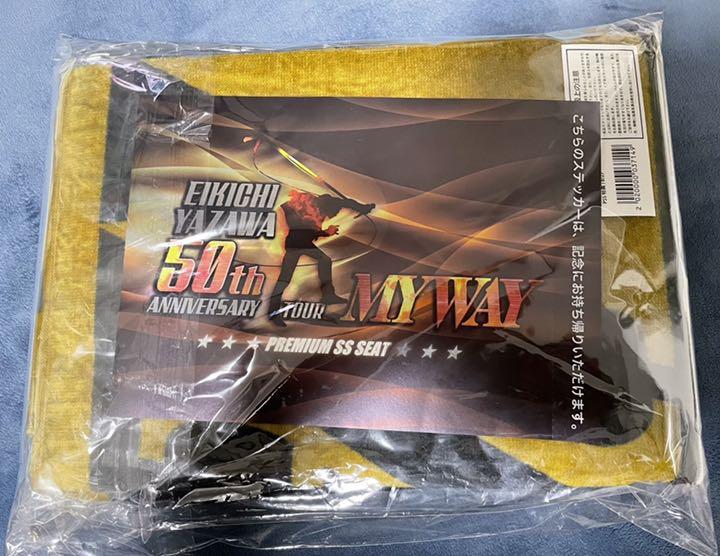 EIKICHI
YAZAWA
50th
ANNIVERSARY
TOUR
MY WAY
★ ★ ★ PREMIUM SS SEAT ★ ★ ★
こちらのステッカーは、記念にお持ち帰りいただけます。
2020000037149